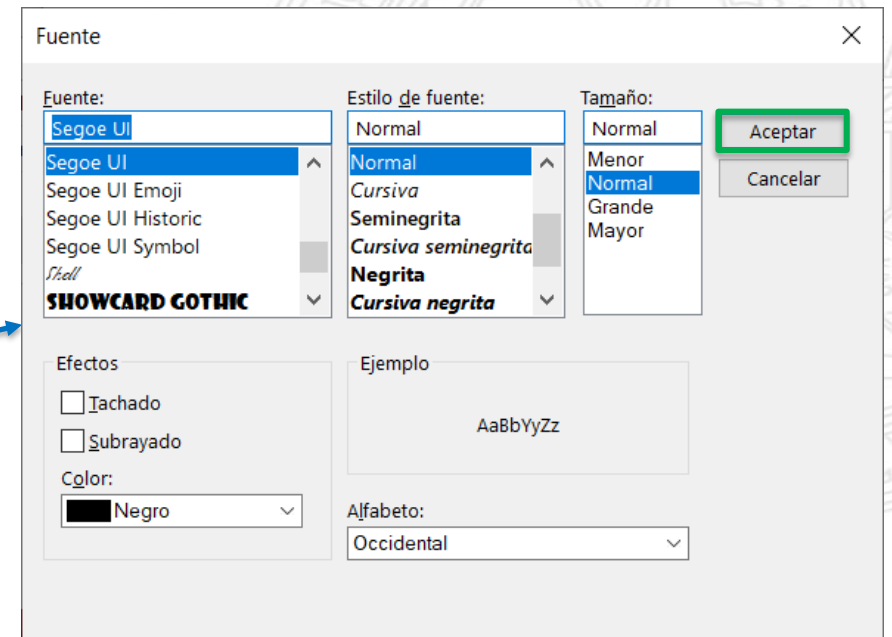 Fuente
Fuente:
Segoe UI
Segoe UI
Segoe UI Emoji
Segoe UI Historic
Segoe UI Symbol
Shell
SHOWCARD GOTHIC
Estilo de fuente:
Normal
Normal
Cursiva
Seminegrita
Cursiva seminegrita
Negrita
Cursiva negrita
Tamaño:
Normal
Menor
Normal
Grande
Mayor
Aceptar
Cancelar
Efectos
Tachado
Subrayado
Color:
Negro
Ejemplo
AaBbYyZz
Alfabeto:
Occidental